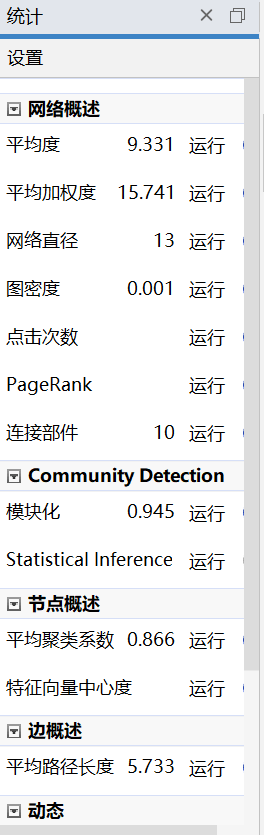 统计
设置
网络概述
平均度 9.331 运行
平均加权度 15.741 运行
网络直径 13 运行
图密度 0.001 运行
点击次数 运行
PageRank 运行
连接部件 10 运行
Community Detection
模块化 0.945 运行
Statistical Inference 运行
节点概述
平均聚类系数 0.866 运行
特征向量中心度 运行
边概述
平均路径长度 5.733 运行
动态